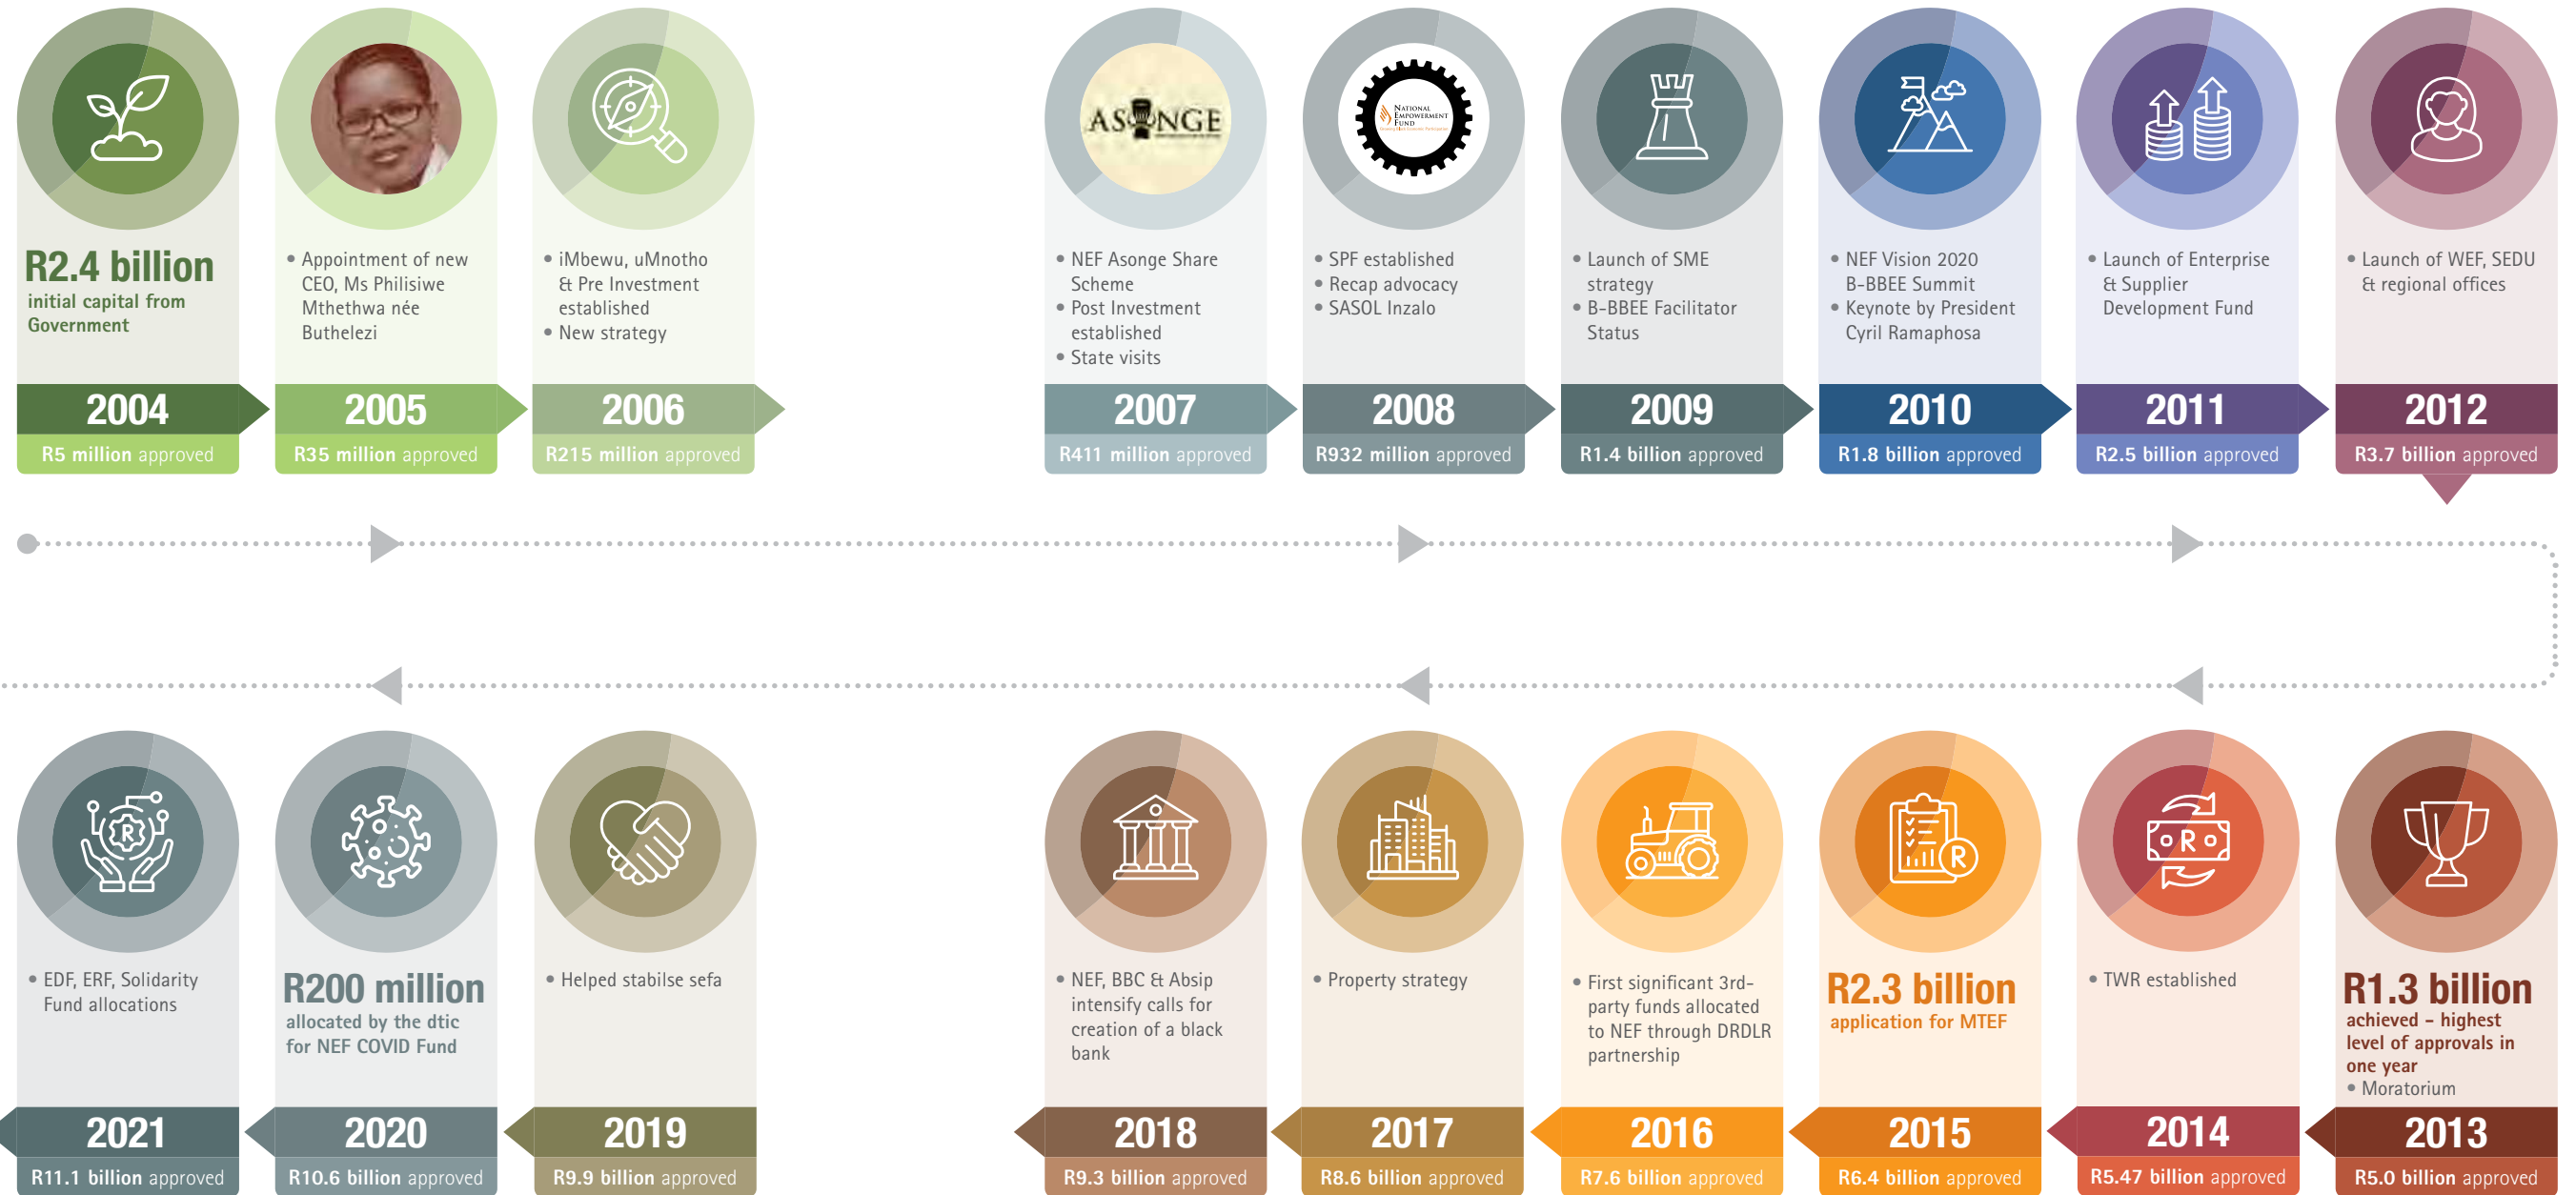 R2.4 billion
initial capital from
Government
2004
R5 million approved
• Appointment of new
CEO, Ms Philisiwe
Mthethwa née
Buthelezi
2005
R35 million approved
• iMbewu, uMnotho
& Pre Investment
established
• New strategy
2006
R215 million approved
ASONGE
• NEF Asonge Share
Scheme
• Post Investment
established
• State visits
2007
R411 million approved
NATIONAL
EMPOWERMENT
FUND
• SPF established
• Recap advocacy
• SASOL Inzalo
2008
R932 million approved
• Launch of SME
strategy
• B-BBEE Facilitator
Status
2009
R1.4 billion approved
• NEF Vision 2020
B-BBEE Summit
• Keynote by President
Cyril Ramaphosa
2010
R1.8 billion approved
• Launch of Enterprise
& Supplier
Development Fund
2011
R2.5 billion approved
• Launch of WEF, SEDU
& regional offices
2012
R3.7 billion approved
R1.3 billion
achieved - highest
level of approvals in
one year
• Moratorium
2013
R5.0 billion approved
R
• TWR established
2014
R5.47 billion approved
R
R2.3 billion
application for MTEF
2015
R6.4 billion approved
• First significant 3rd-
party funds allocated
to NEF through DRDLR
partnership
2016
R7.6 billion approved
• Property strategy
2017
R8.6 billion approved
• NEF, BBC & Absip
intensify calls for
creation of a black
bank
2018
R9.3 billion approved
• Helped stabilse sefa
2019
R9.9 billion approved
R200 million
allocated by the dtic
for NEF COVID Fund
2020
R10.6 billion approved
R
• EDF, ERF, Solidarity
Fund allocations
2021
R11.1 billion approved